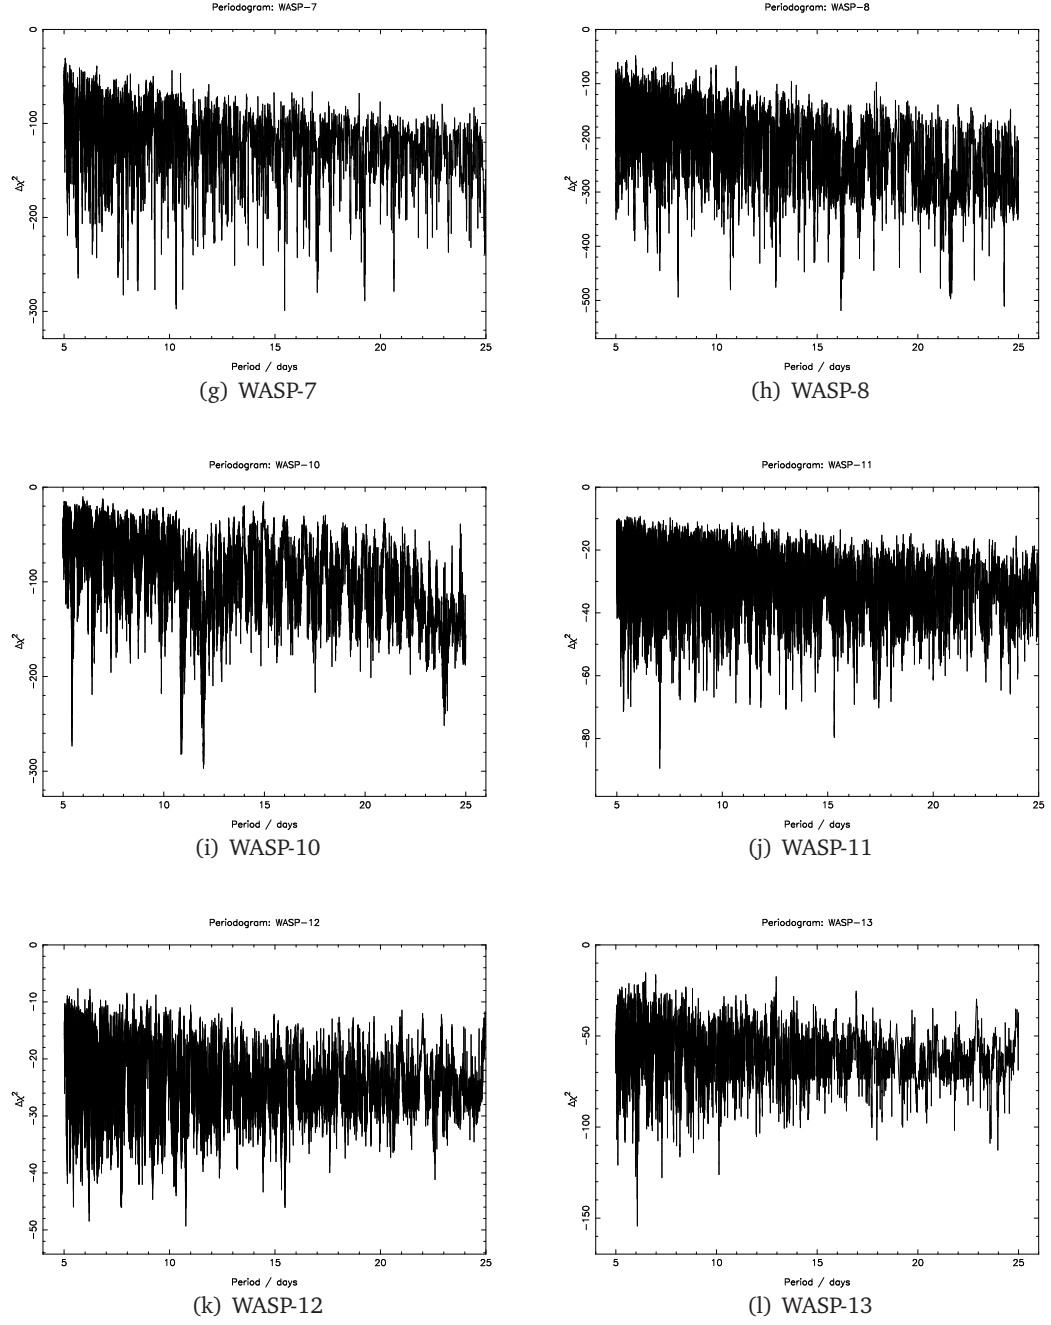 Periodogram: WASP-7
0
-100
-200
-300
Δχ²
5 10 15 20 25
Period / days
(g) WASP-7
Periodogram: WASP-8
0
-100
-200
-300
-400
-500
Δχ²
5 10 15 20 25
Period / days
(h) WASP-8
Periodogram: WASP-10
0
-100
-200
-300
Δχ²
5 10 15 20 25
Period / days
(i) WASP-10
Periodogram: WASP-11
0
-20
-40
-60
-80
Δχ²
5 10 15 20 25
Period / days
(j) WASP-11
Periodogram: WASP-12
0
-10
-20
-30
-40
-50
Δχ²
5 10 15 20 25
Period / days
(k) WASP-12
Periodogram: WASP-13
0
-50
-100
-150
Δχ²
5 10 15 20 25
Period / days
(l) WASP-13